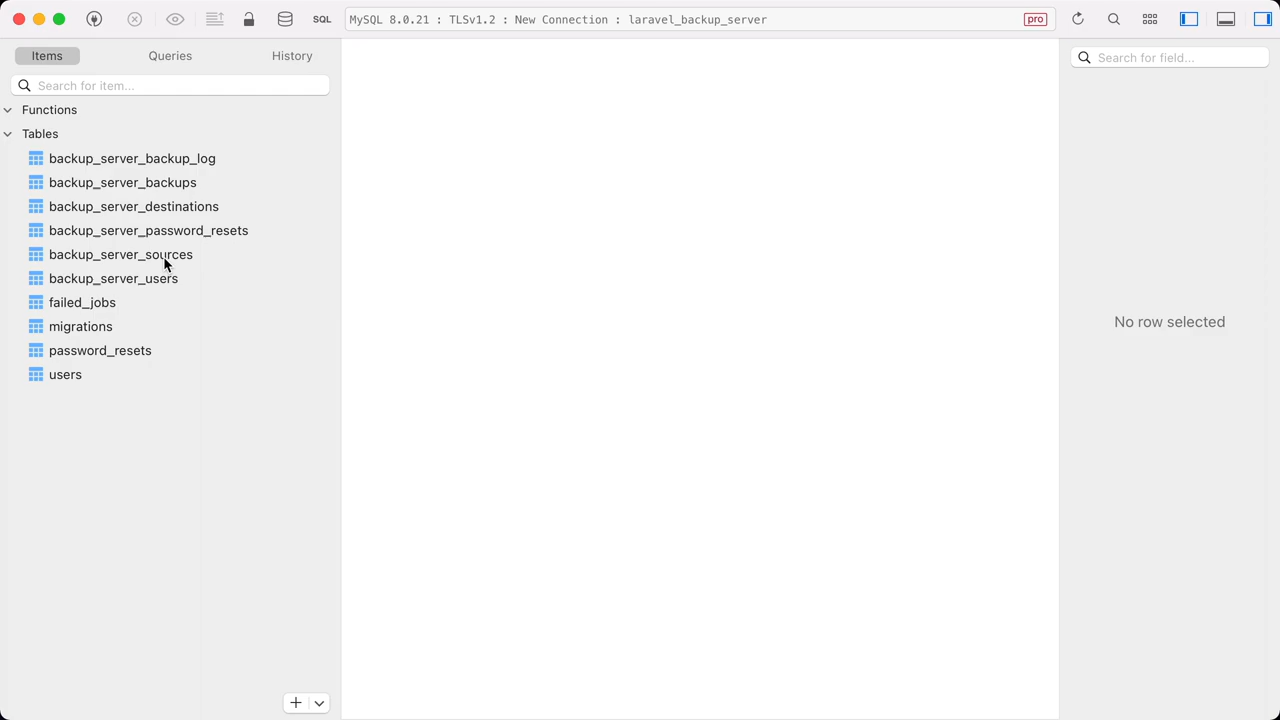 SQL
MySQL 8.0.21 : TLSv1.2 : New Connection : laravel_backup_server
pro
Items
Queries
History
Search for item...
Search for field...
Functions
Tables
backup_server_backup_log
backup_server_backups
backup_server_destinations
backup_server_password_resets
backup_server_sources
backup_server_users
failed_jobs
migrations
password_resets
users
No row selected